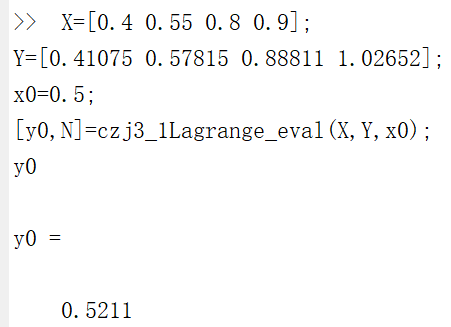 >>  X=[0.4 0.55 0.8 0.9];
Y=[0.41075 0.57815 0.88811 1.02652];
x0=0.5;
[y0,N]=czj3_1Lagrange_eval(X,Y,x0);
y0
y0 =
0.5211